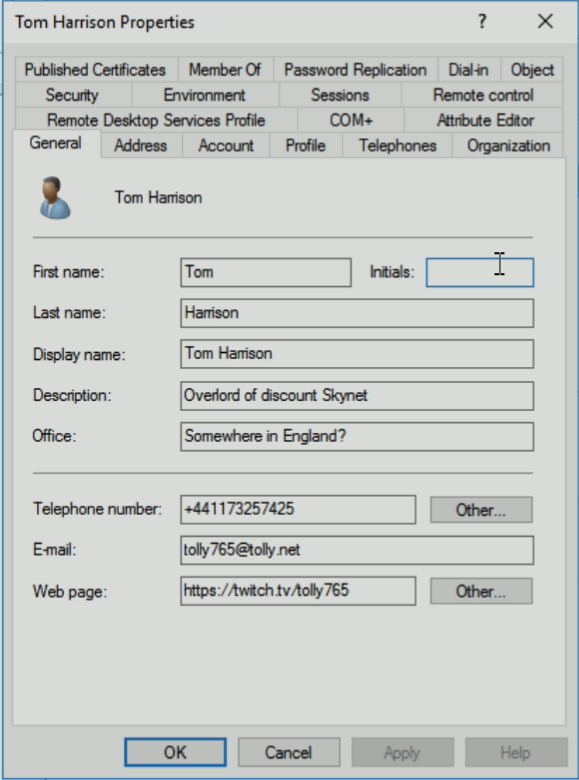 Tom Harrison Properties ? ×
Published Certificates Member Of Password Replication Dial-in Object
Security Environment Sessions Remote control
Remote Desktop Services Profile COM+ Attribute Editor
General Address Account Profile Telephones Organization
Tom Harrison
First name: Tom Initials:
Last name: Harrison
Display name: Tom Harrison
Description: Overlord of discount Skynet
Office: Somewhere in England?
Telephone number: +441173257425 Other...
E-mail: tolly765@tolly.net
Web page: https://twitch.tv/tolly765 Other...
OK Cancel Apply Help